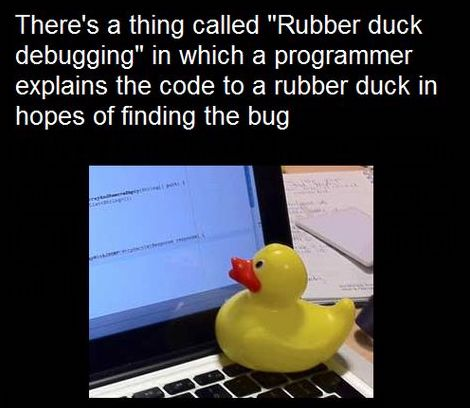 There's a thing called "Rubber duck
debugging" in which a programmer
explains the code to a rubber duck in
hopes of finding the bug